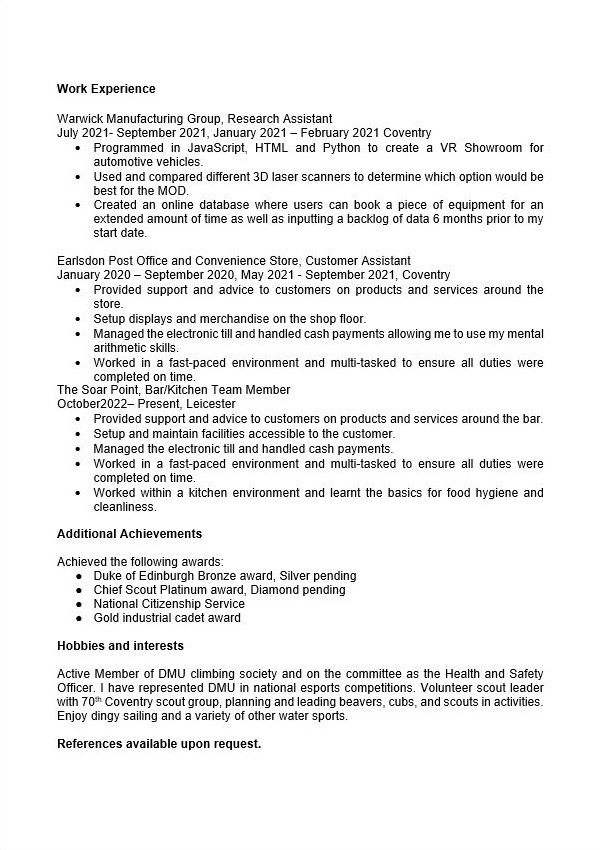 Work Experience
Warwick Manufacturing Group, Research Assistant
July 2021- September 2021, January 2021 – February 2021 Coventry
• Programmed in JavaScript, HTML and Python to create a VR Showroom for
automotive vehicles.
• Used and compared different 3D laser scanners to determine which option would be
best for the MOD.
• Created an online database where users can book a piece of equipment for an
extended amount of time as well as inputting a backlog of data 6 months prior to my
start date.
Earlsdon Post Office and Convenience Store, Customer Assistant
January 2020 – September 2020, May 2021 - September 2021, Coventry
• Provided support and advice to customers on products and services around the
store.
• Setup displays and merchandise on the shop floor.
• Managed the electronic till and handled cash payments allowing me to use my mental
arithmetic skills.
• Worked in a fast-paced environment and multi-tasked to ensure all duties were
completed on time.
The Soar Point, Bar/Kitchen Team Member
October2022– Present, Leicester
• Provided support and advice to customers on products and services around the bar.
• Setup and maintain facilities accessible to the customer.
• Managed the electronic till and handled cash payments.
• Worked in a fast-paced environment and multi-tasked to ensure all duties were
completed on time.
• Worked within a kitchen environment and learnt the basics for food hygiene and
cleanliness.
Additional Achievements
Achieved the following awards:
● Duke of Edinburgh Bronze award, Silver pending
● Chief Scout Platinum award, Diamond pending
● National Citizenship Service
● Gold industrial cadet award
Hobbies and interests
Active Member of DMU climbing society and on the committee as the Health and Safety
Officer. I have represented DMU in national esports competitions. Volunteer scout leader
with 70th Coventry scout group, planning and leading beavers, cubs, and scouts in activities.
Enjoy dingy sailing and a variety of other water sports.
References available upon request.